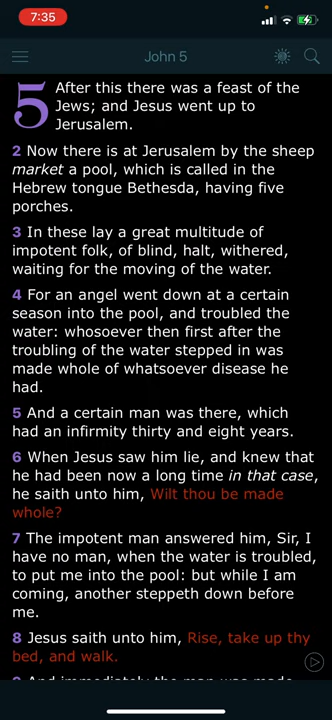 7:35
John 5
5 After this there was a feast of the
Jews; and Jesus went up to
Jerusalem.
2 Now there is at Jerusalem by the sheep
market a pool, which is called in the
Hebrew tongue Bethesda, having five
porches.
3 In these lay a great multitude of
impotent folk, of blind, halt, withered,
waiting for the moving of the water.
4 For an angel went down at a certain
season into the pool, and troubled the
water: whosoever then first after the
troubling of the water stepped in was
made whole of whatsoever disease he
had.
5 And a certain man was there, which
had an infirmity thirty and eight years.
6 When Jesus saw him lie, and knew that
he had been now a long time in that case,
he saith unto him, Wilt thou be made
whole?
7 The impotent man answered him, Sir, I
have no man, when the water is troubled,
to put me into the pool: but while I am
coming, another steppeth down before
me.
8 Jesus saith unto him, Rise, take up thy
bed, and walk.
And immediately the man was made